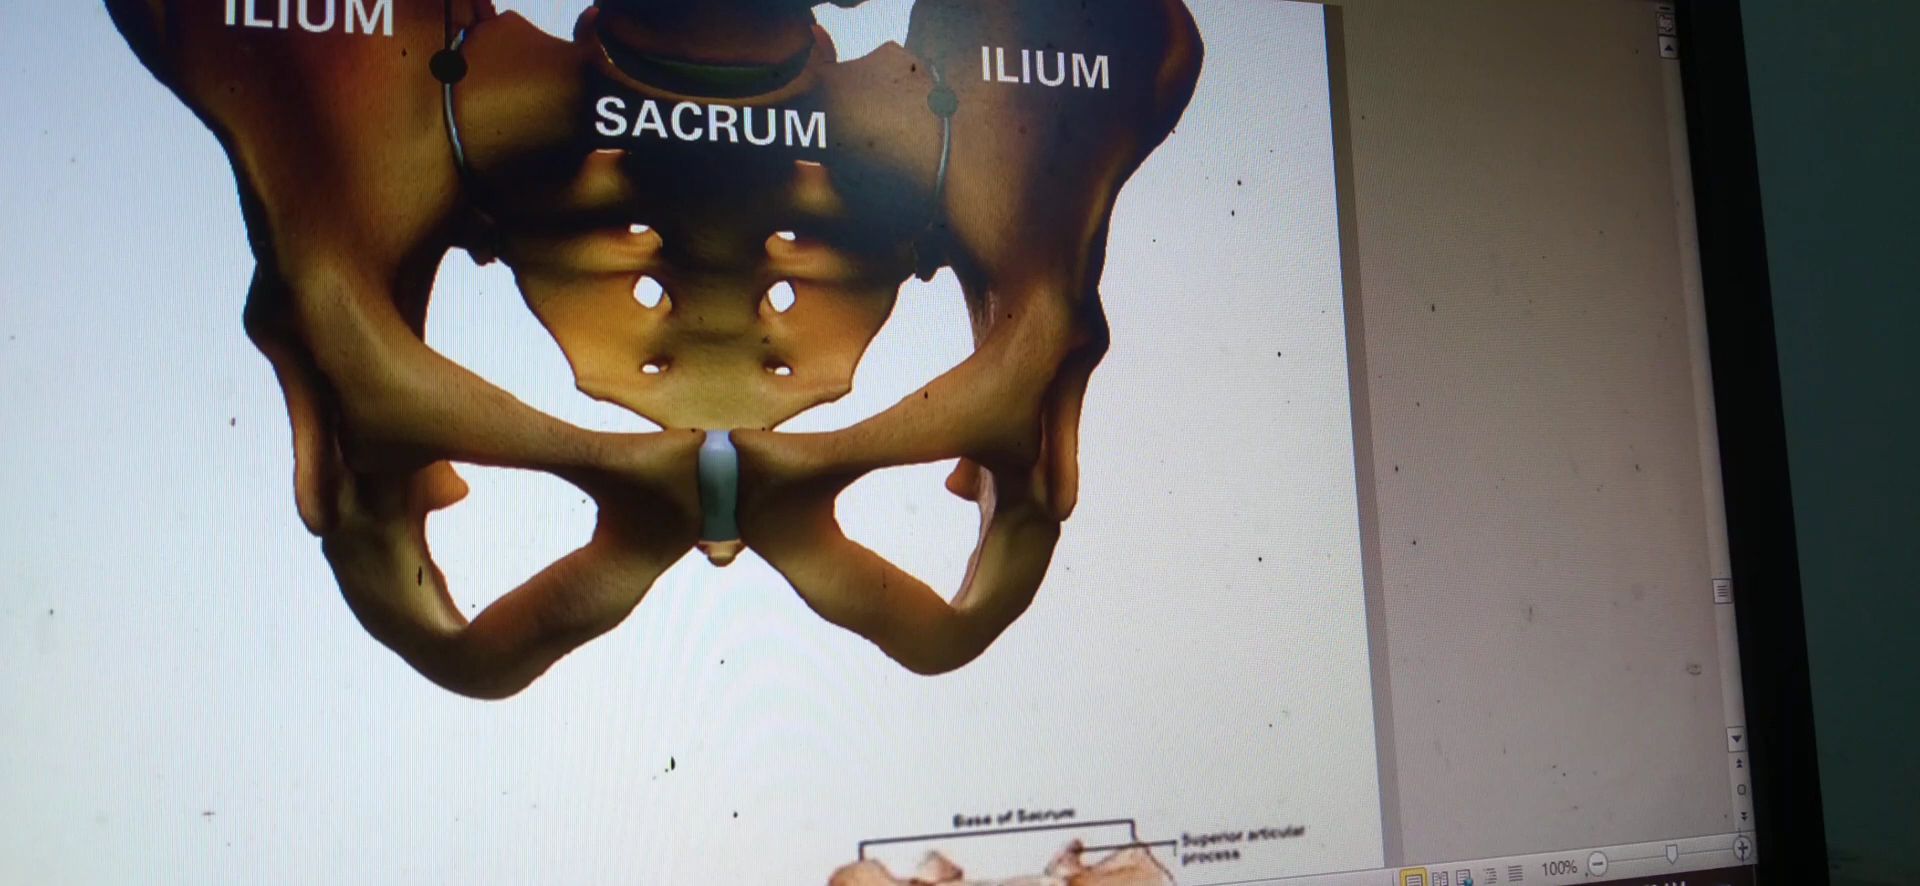 ILIUM
ILIUM
SACRUM
Base of Sacrum
Superior articular
process
100%